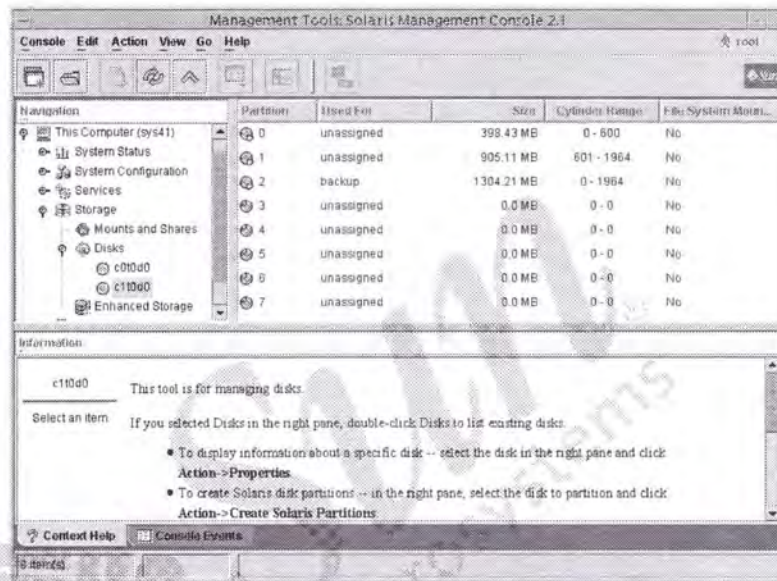 Management Tools: Solaris Management Console 2.1
Console Edit Action View Go Help
root
Sun
Navigation
This Computer (sys41)
System Status
System Configuration
Services
Storage
Mounts and Shares
Disks
c0t0d0
c1t0d0
Enhanced Storage
Partition Used For Size Cylinder Range File System Moun...
0 unassigned 398.43 MB 0 - 600 No
1 unassigned 905.11 MB 601 - 1964 No
2 backup 1304.21 MB 0 - 1964 No
3 unassigned 0.0 MB 0 - 0 No
4 unassigned 0.0 MB 0 - 0 No
5 unassigned 0.0 MB 0 - 0 No
6 unassigned 0.0 MB 0 - 0 No
7 unassigned 0.0 MB 0 - 0 No
Information
c1t0d0
Select an item
This tool is for managing disks.
If you selected Disks in the right pane, double-click Disks to list existing disks.
• To display information about a specific disk -- select the disk in the right pane and click
Action->Properties
• To create Solaris disk partitions -- in the right pane, select the disk to partition and click
Action->Create Solaris Partitions
Context Help Console Events
8 item(s)
Sun